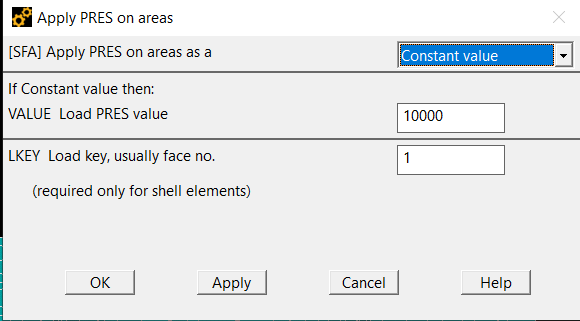 Apply PRES on areas
[SFA] Apply PRES on areas as a Constant value
If Constant value then:
VALUE Load PRES value 10000
LKEY Load key, usually face no. 1
(required only for shell elements)
OK Apply Cancel Help